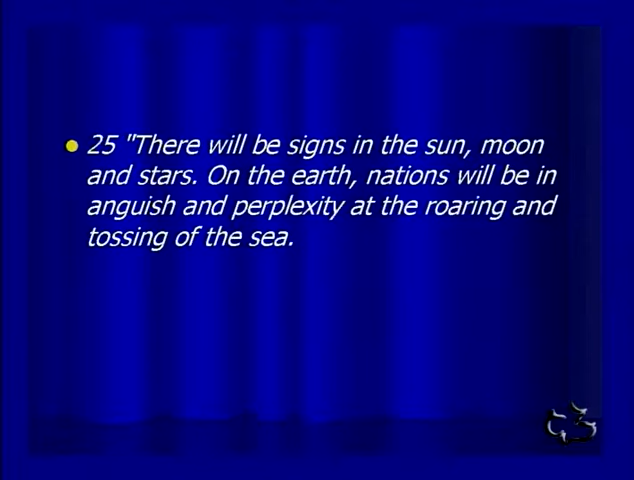 25 "There will be signs in the sun, moon
and stars. On the earth, nations will be in
anguish and perplexity at the roaring and
tossing of the sea.